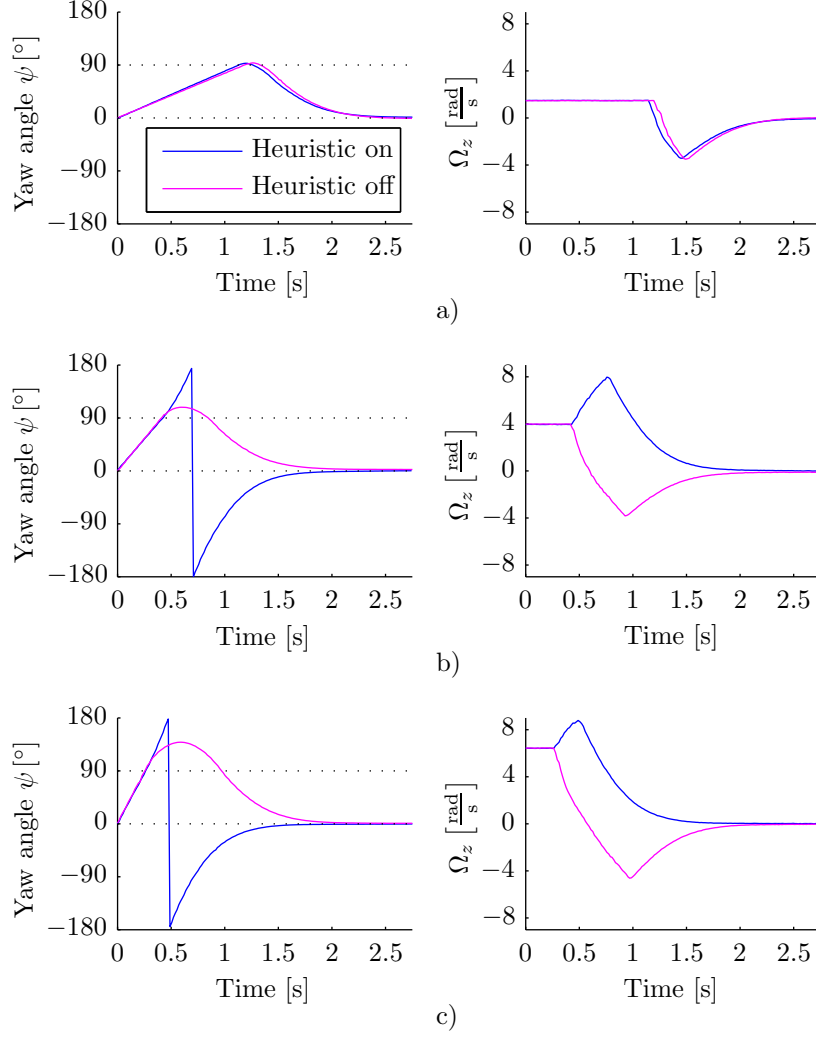 180
90
0
−90
−180
Yaw angle ψ [°]
Heuristic on
Heuristic off
0 0.5 1 1.5 2 2.5
Time [s]
8
4
0
−4
−8
Ω_z [rad/s]
0 0.5 1 1.5 2 2.5
Time [s]
a)
180
90
0
−90
−180
Yaw angle ψ [°]
0 0.5 1 1.5 2 2.5
Time [s]
8
4
0
−4
−8
Ω_z [rad/s]
0 0.5 1 1.5 2 2.5
Time [s]
b)
180
90
0
−90
−180
Yaw angle ψ [°]
0 0.5 1 1.5 2 2.5
Time [s]
8
4
0
−4
−8
Ω_z [rad/s]
0 0.5 1 1.5 2 2.5
Time [s]
c)